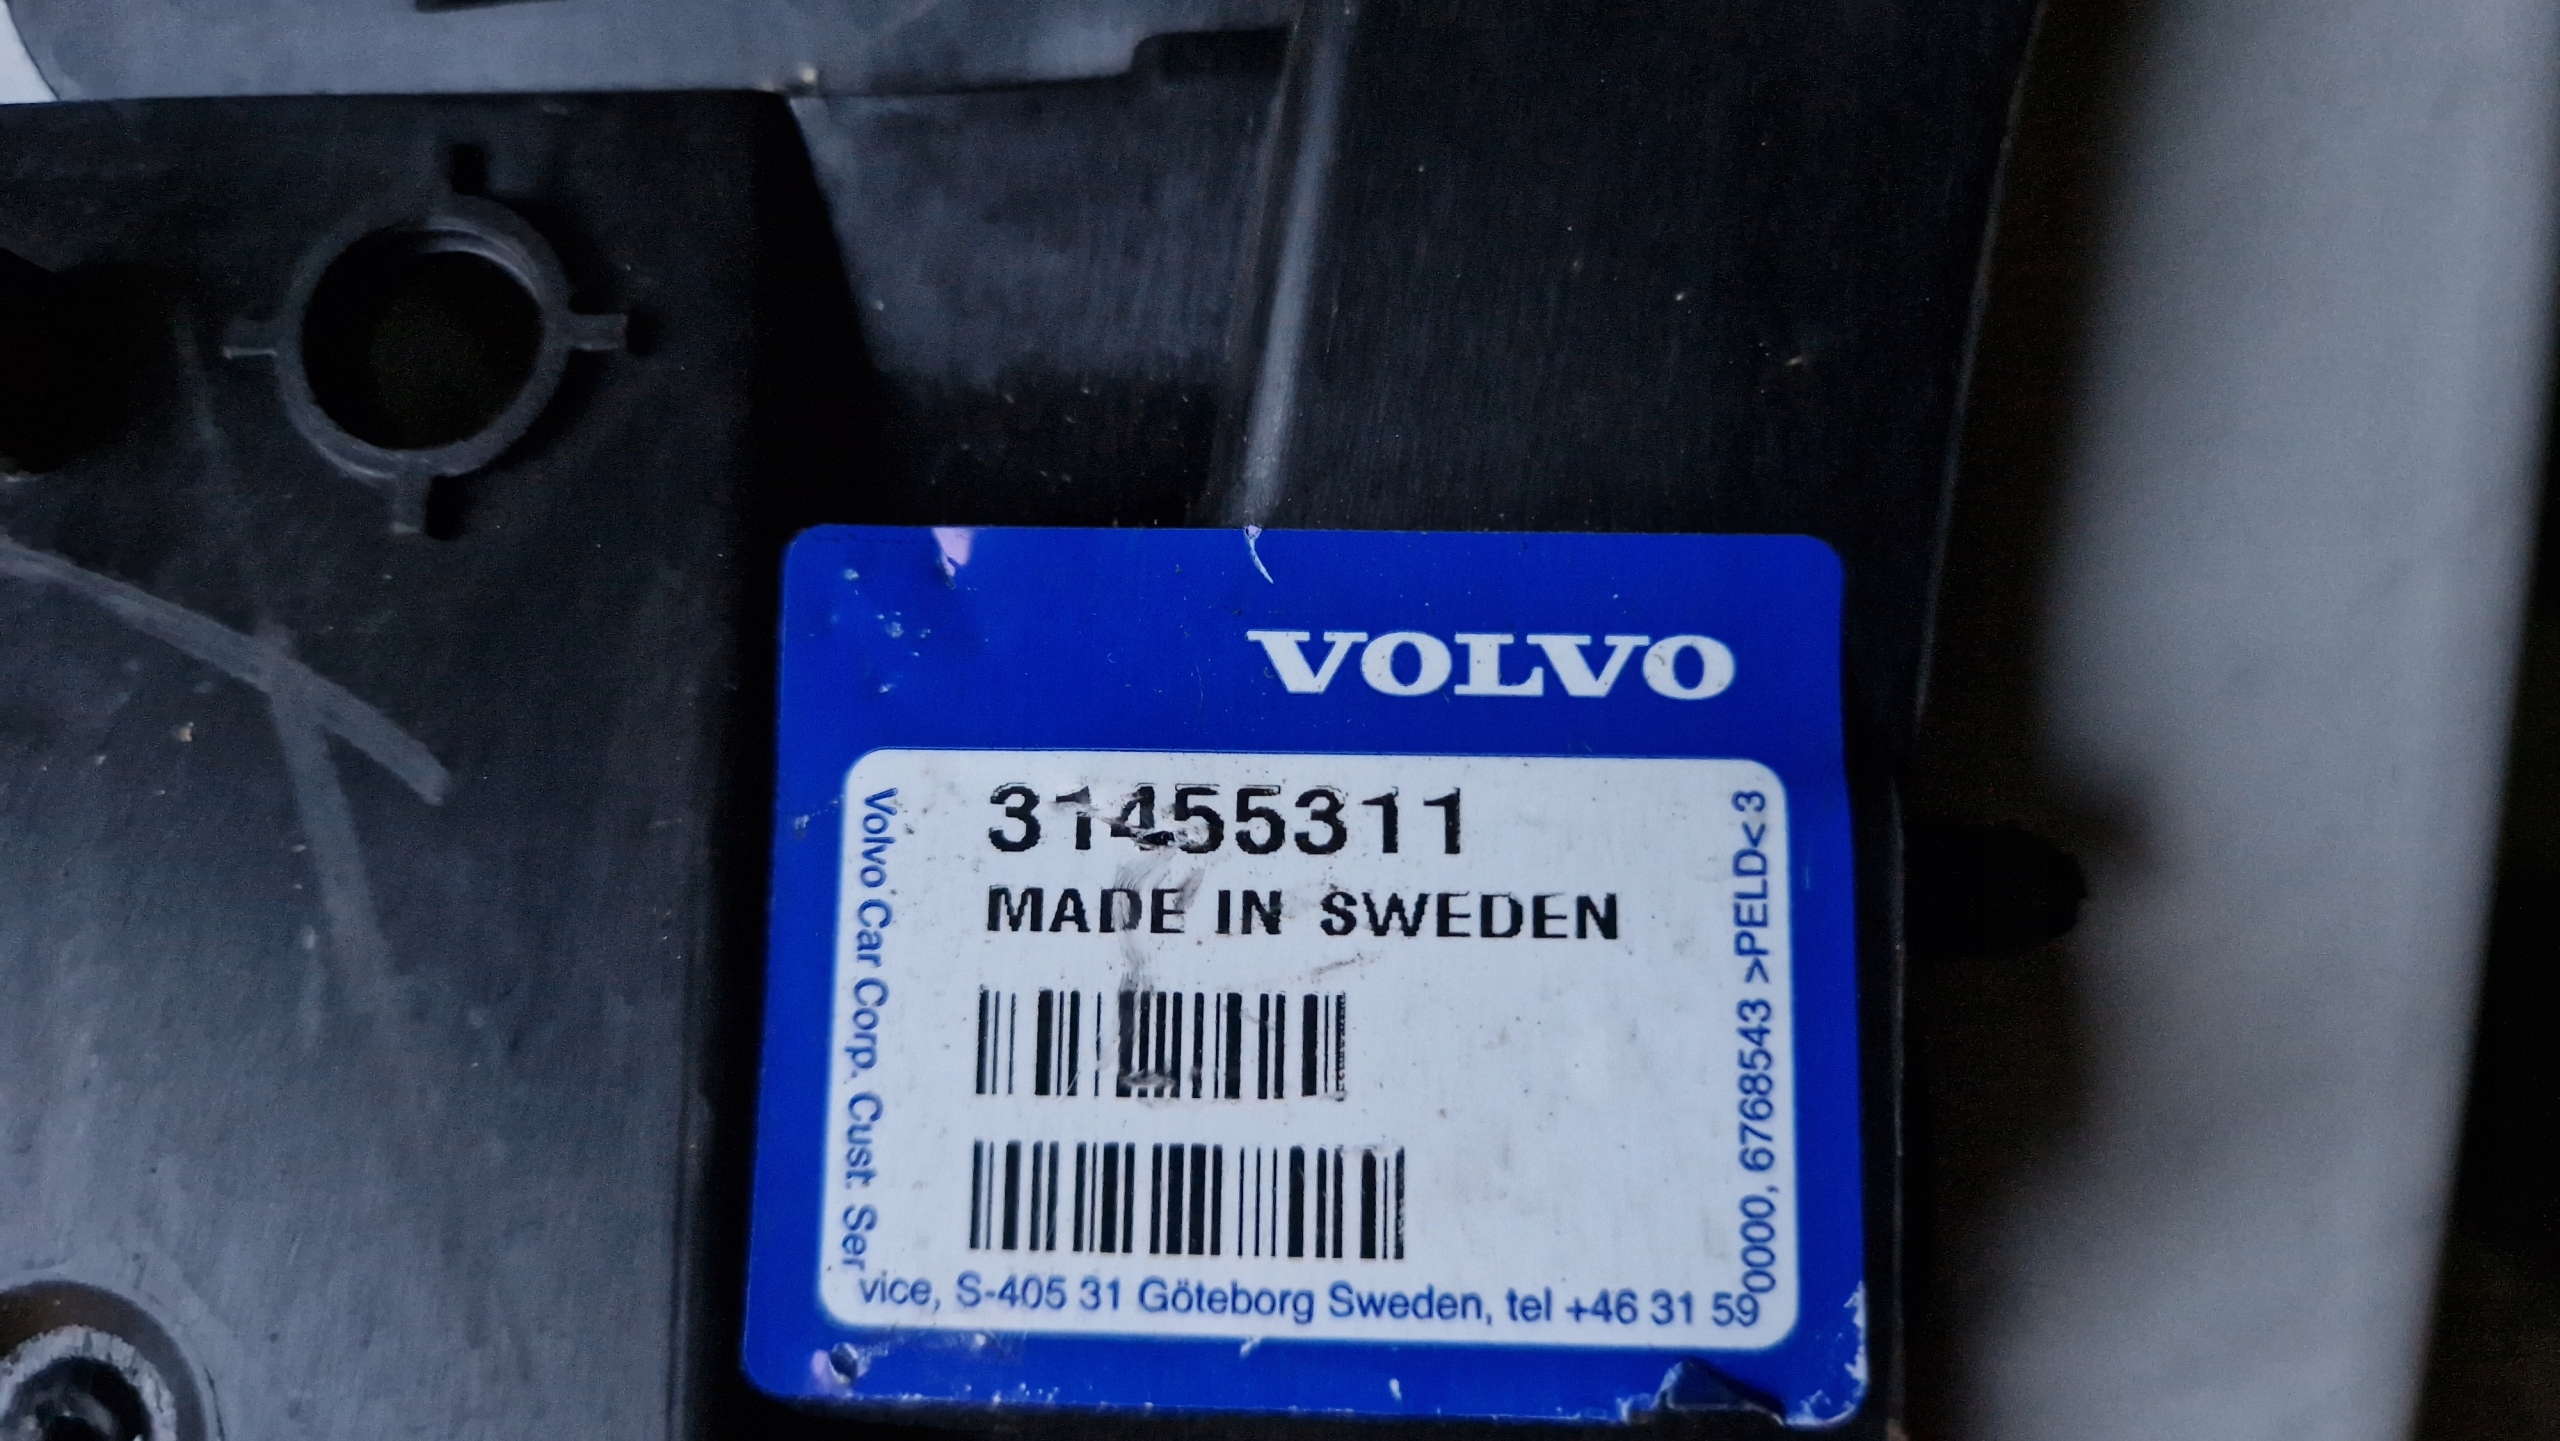 VOLVO
31455311
MADE IN SWEDEN
Volvo Car Corp. Cust. Ser
vice, S-405 31 Göteborg Sweden, tel +46 31 59
0000, 6768543 >PELD< 3